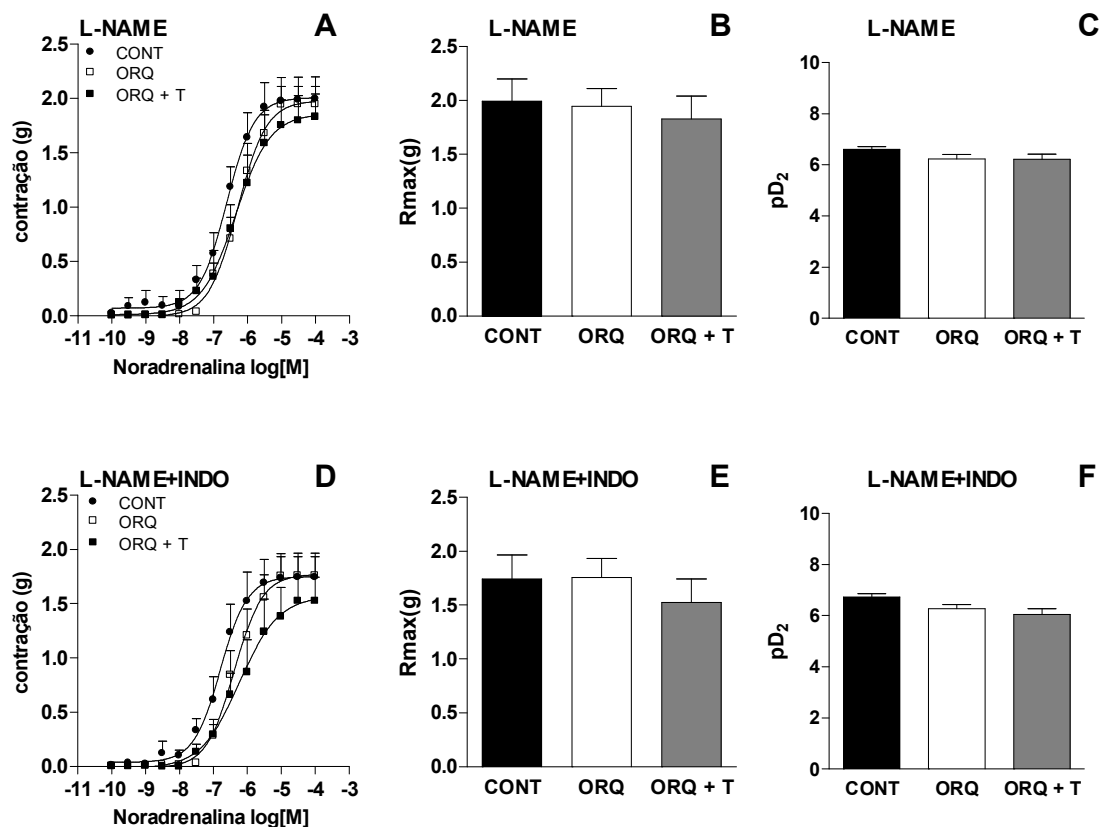 L-NAME
A
CONT
ORQ
ORQ + T
2.5
2.0
1.5
1.0
0.5
0.0
contração (g)
-11 -10 -9 -8 -7 -6 -5 -4 -3
Noradrenalina log[M]
L-NAME
B
2.5
2.0
1.5
1.0
0.5
0.0
Rmax(g)
CONT ORQ ORQ + T
L-NAME
C
10
8
6
4
2
0
pD2
CONT ORQ ORQ + T
L-NAME+INDO
D
CONT
ORQ
ORQ + T
2.5
2.0
1.5
1.0
0.5
0.0
contração (g)
-11 -10 -9 -8 -7 -6 -5 -4 -3
Noradrenalina log[M]
L-NAME+INDO
E
2.5
2.0
1.5
1.0
0.5
0.0
Rmax(g)
CONT ORQ ORQ + T
L-NAME+INDO
F
10
8
6
4
2
0
pD2
CONT ORQ ORQ + T